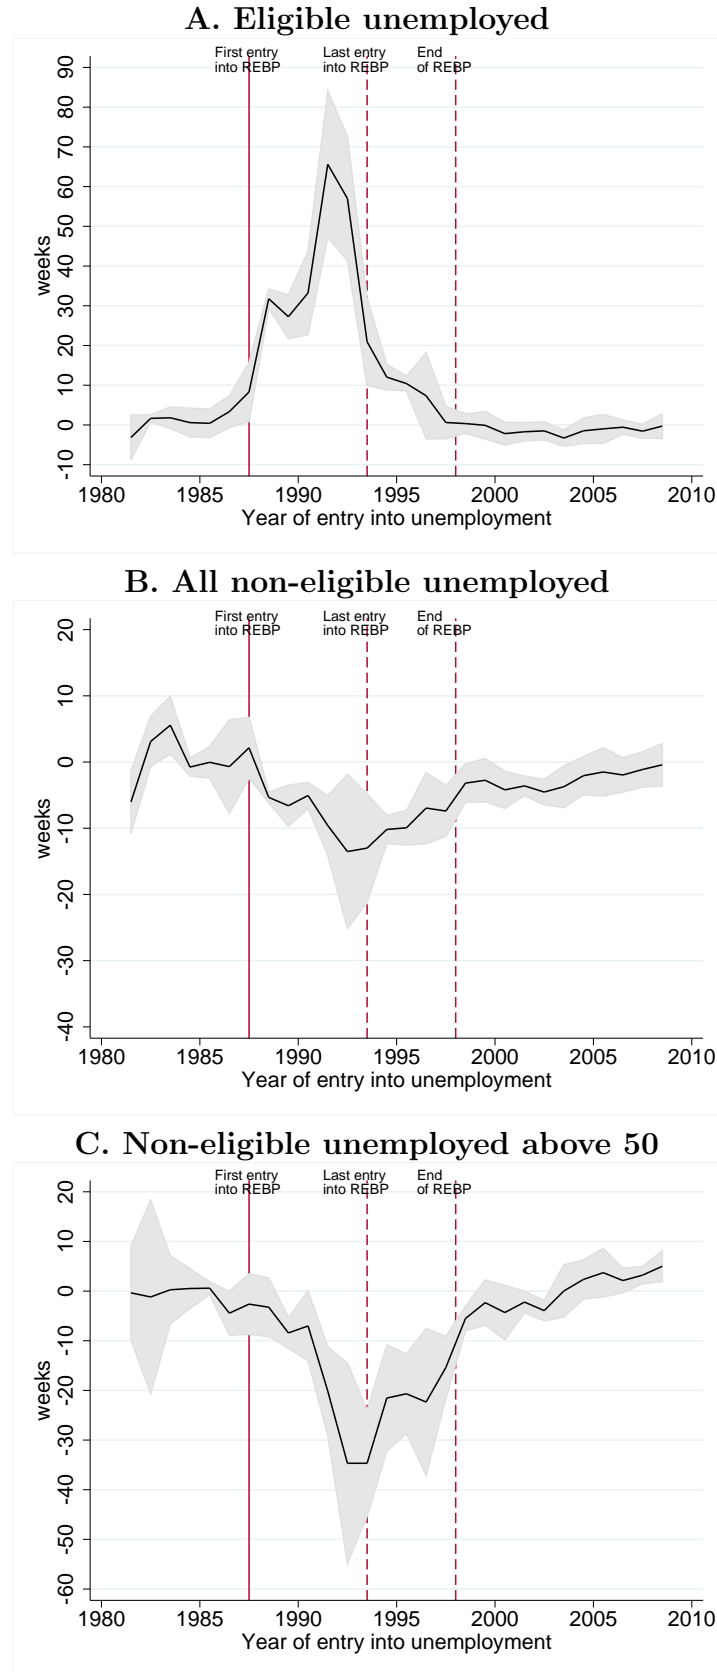 A. Eligible unemployed
First entry
into REBP
Last entry
into REBP
End
of REBP
90
80
70
60
50
40
30
20
10
0
-10
weeks
1980
1985
1990
1995
2000
2005
2010
Year of entry into unemployment
B. All non-eligible unemployed
First entry
into REBP
Last entry
into REBP
End
of REBP
20
10
0
-10
-20
-30
-40
weeks
1980
1985
1990
1995
2000
2005
2010
Year of entry into unemployment
C. Non-eligible unemployed above 50
First entry
into REBP
Last entry
into REBP
End
of REBP
20
10
0
-10
-20
-30
-40
-50
-60
weeks
1980
1985
1990
1995
2000
2005
2010
Year of entry into unemployment